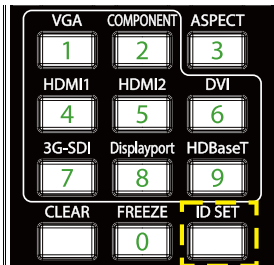 VGA COMPONENT ASPECT
1 2 3
HDMI1 HDMI2 DVI
4 5 6
3G-SDI Displayport HDBaseT
7 8 9
CLEAR FREEZE ID SET
0